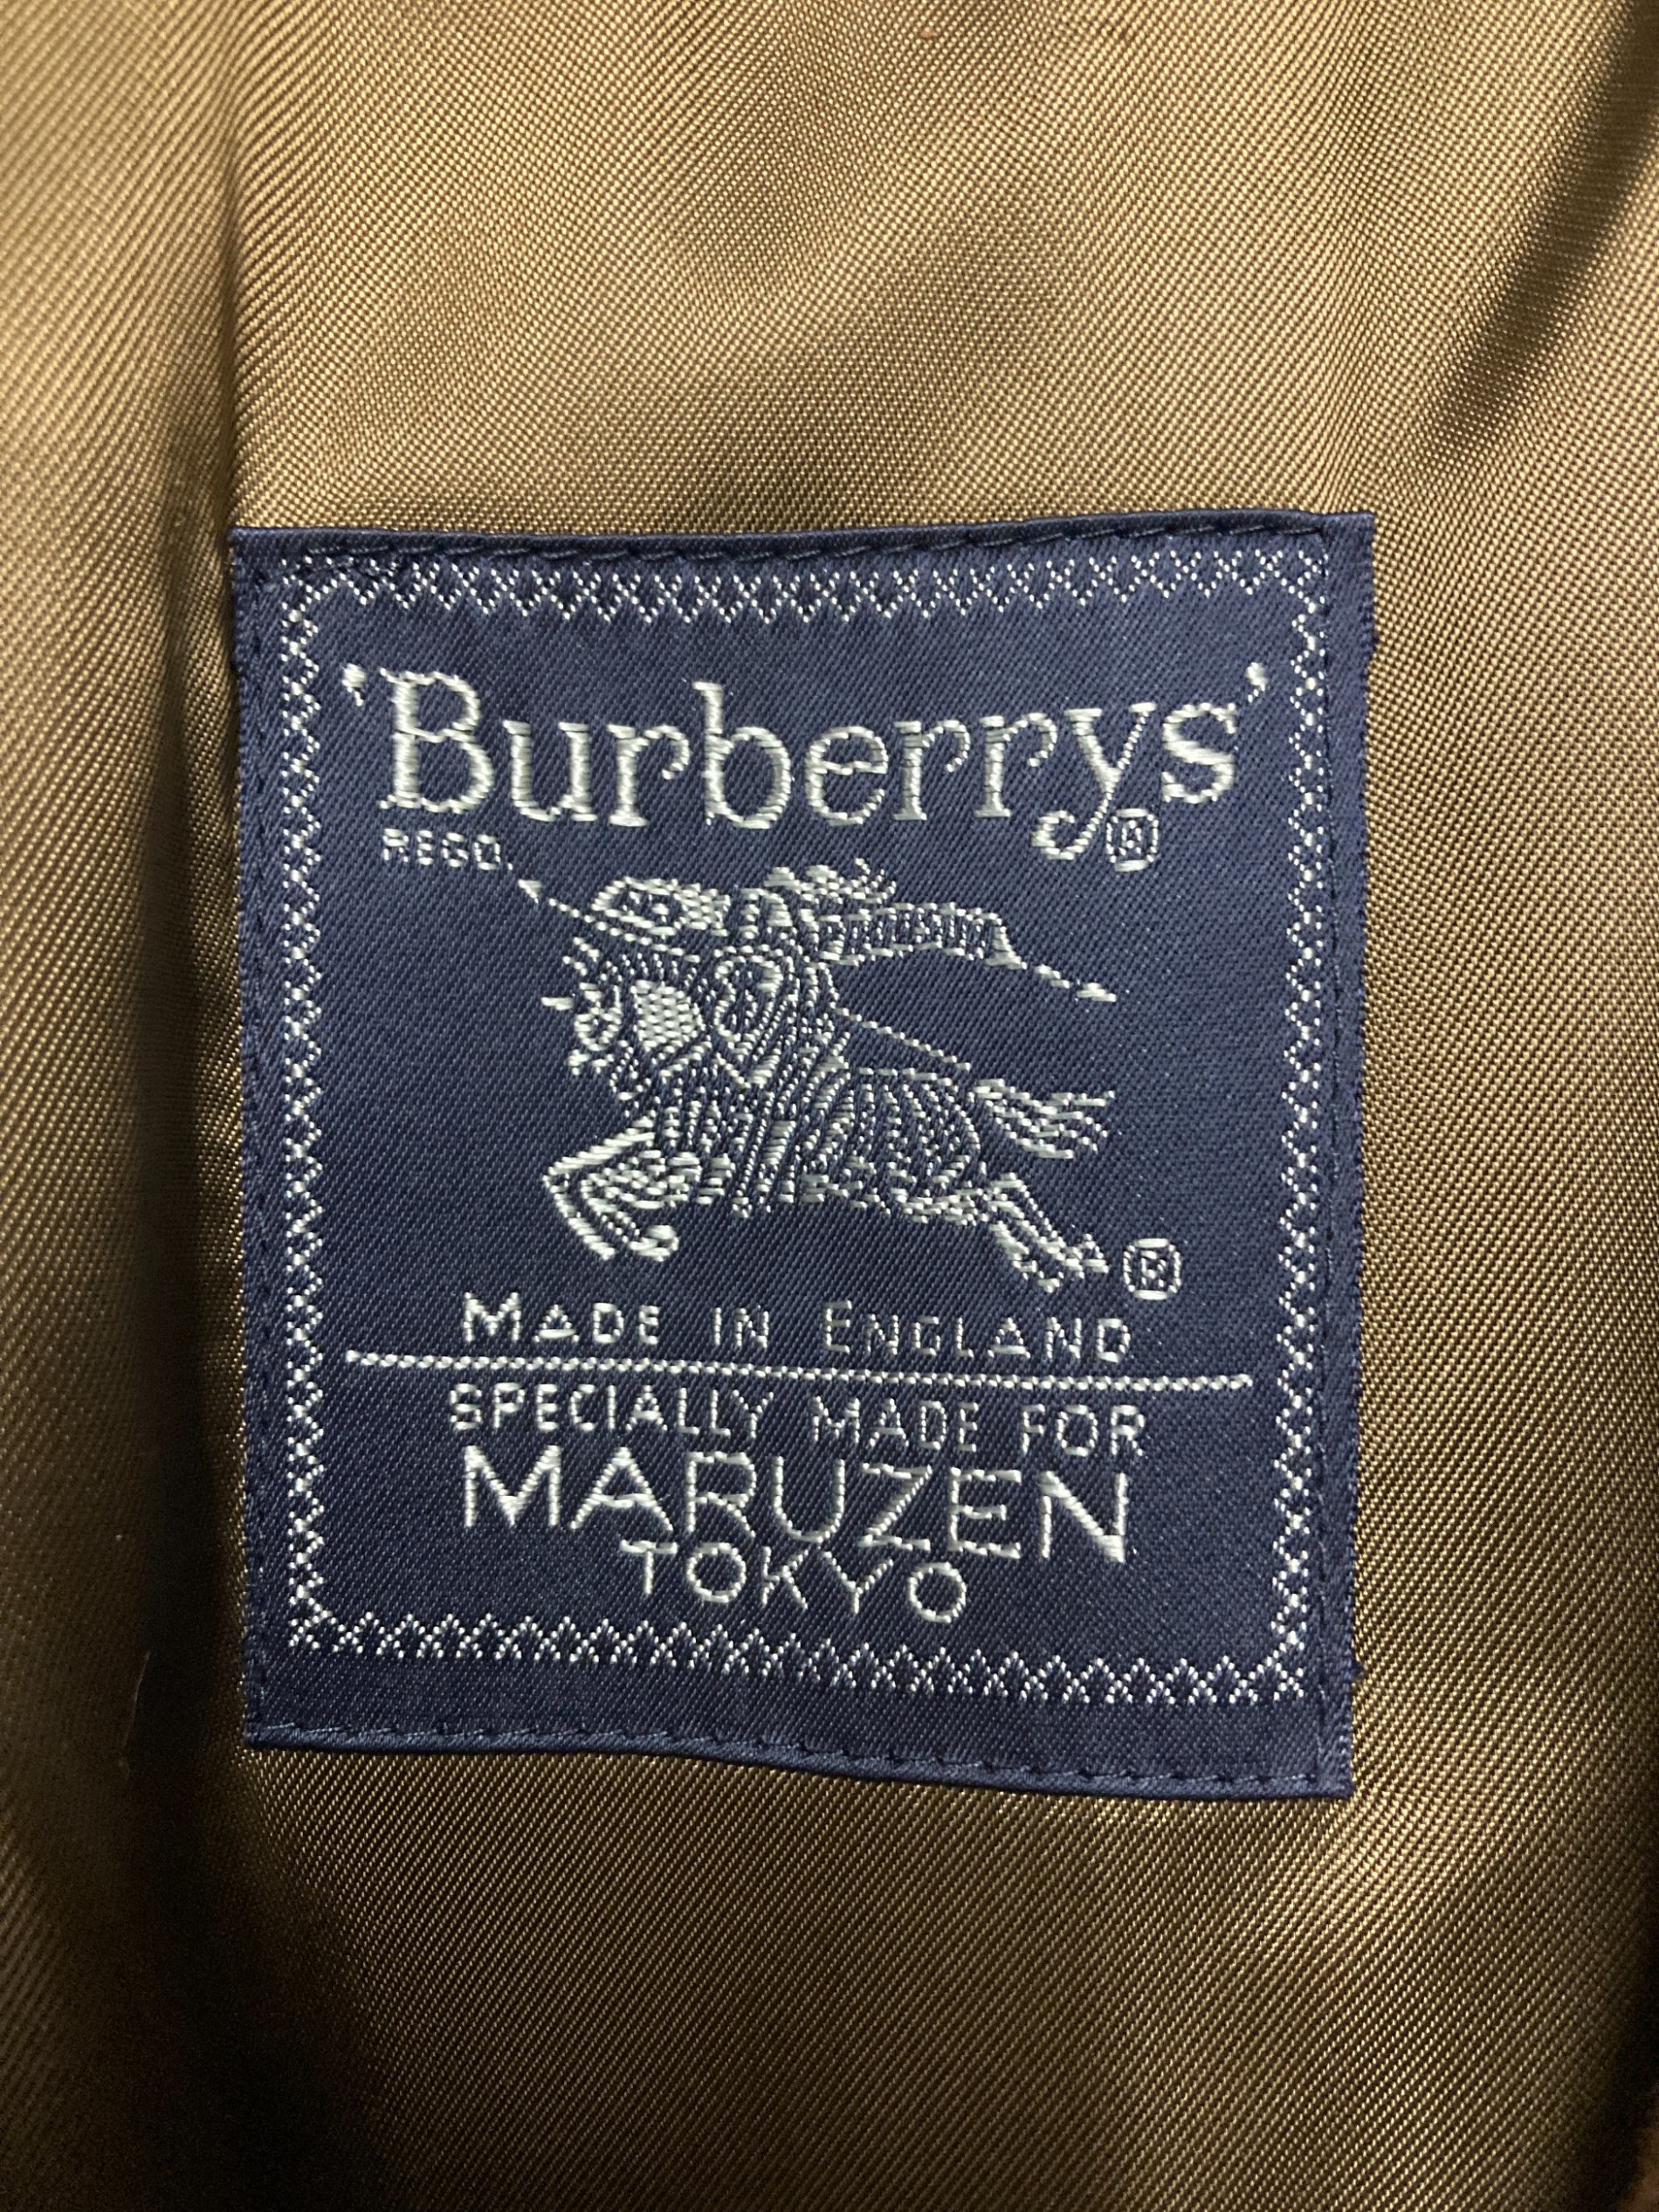 'Burberrys'®
REGD.
PRORSUM
®
MADE IN ENGLAND
SPECIALLY MADE FOR
MARUZEN
TOKYO